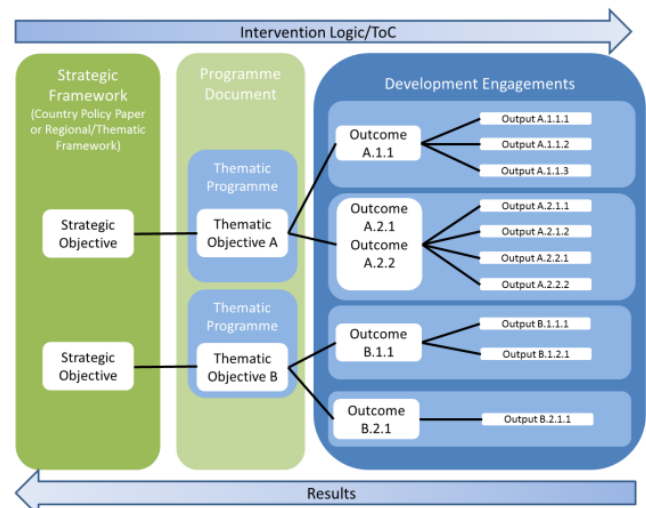 Intervention Logic/ToC
Strategic
Framework
(Country Policy Paper
or Regional/Thematic
Framework)
Strategic
Objective
Strategic
Objective
Programme
Document
Thematic
Programme
Thematic
Objective A
Thematic
Programme
Thematic
Objective B
Development Engagements
Outcome
A.1.1
Output A.1.1.1
Output A.1.1.2
Output A.1.1.3
Outcome
A.2.1
Outcome
A.2.2
Output A.2.1.1
Output A.2.1.2
Output A.2.2.1
Output A.2.2.2
Outcome
B.1.1
Output B.1.1.1
Output B.1.2.1
Outcome
B.2.1
Output B.2.1.1
Results